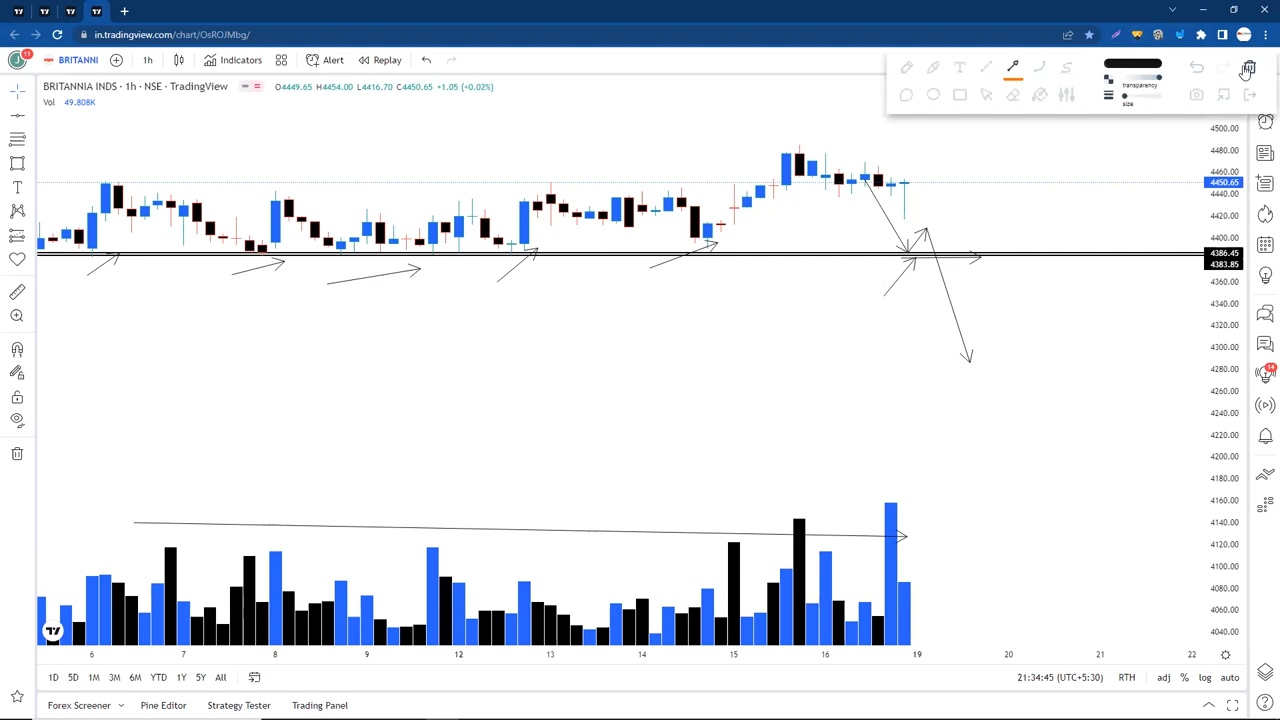 in.tradingview.com/chart/OsROJMbg/
11
BRITANNI
1h
Indicators
Alert
Replay
BRITANNIA INDS · 1h · NSE · TradingView
O4449.65 H4454.00 L4416.70 C4450.65 +1.05 (+0.02%)
Vol 49.808K
T
transparency
size
4500.00
4480.00
4460.00
4450.65
4440.00
4420.00
4400.00
4386.45
4383.85
4360.00
4340.00
4320.00
4300.00
4280.00
4260.00
4240.00
4220.00
4200.00
4180.00
4160.00
4140.00
4120.00
4100.00
4080.00
4060.00
4040.00
14
6 7 8 9 12 13 14 15 16 19 20 21 22
1D 5D 1M 3M 6M YTD 1Y 5Y All
21:34:45 (UTC+5:30) RTH adj % log auto
Forex Screener Pine Editor Strategy Tester Trading Panel